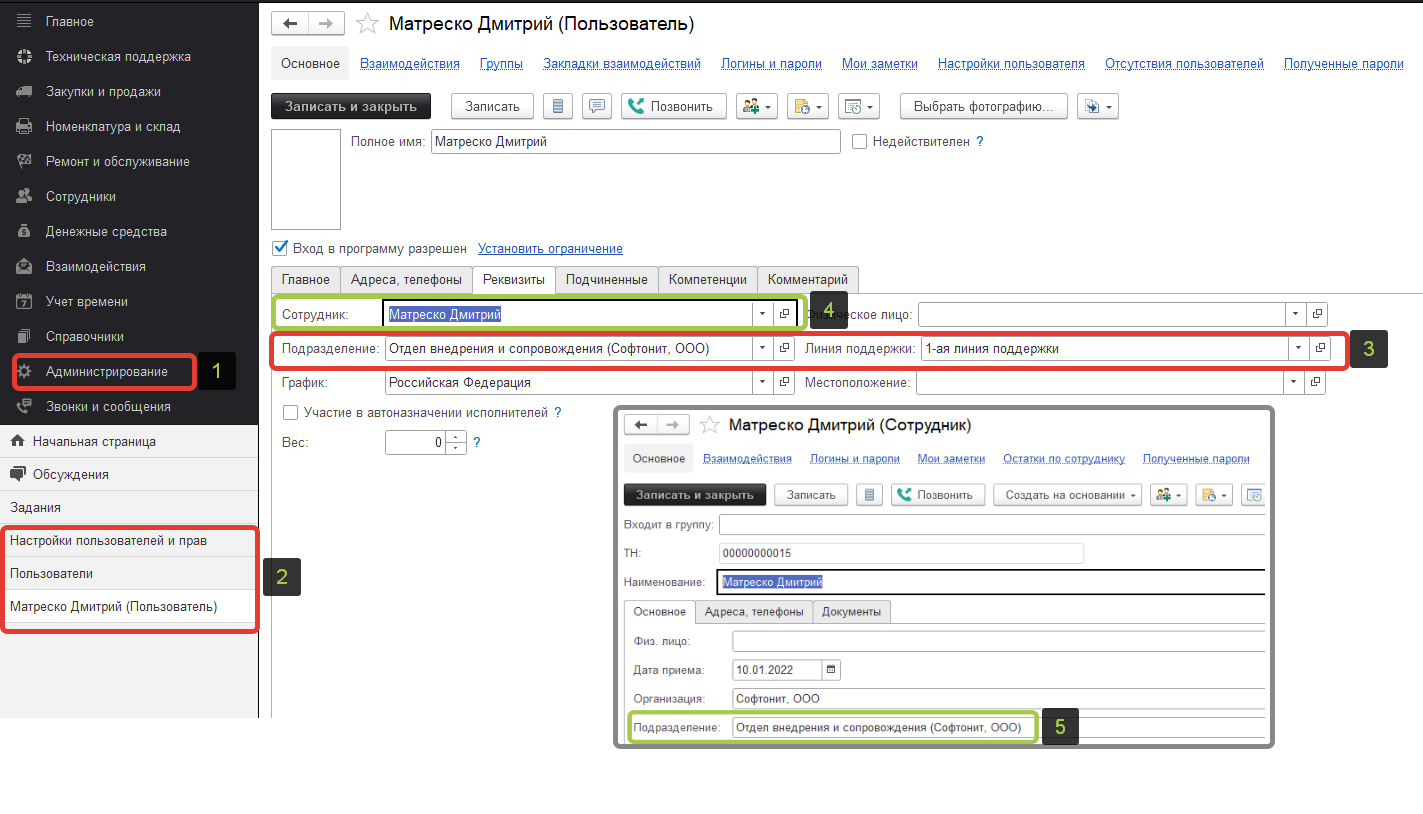 Главное
Техническая поддержка
Закупки и продажи
Номенклатура и склад
Ремонт и обслуживание
Сотрудники
Денежные средства
Взаимодействия
Учет времени
Справочники
Администрирование 1
Звонки и сообщения
Начальная страница
Обсуждения
Задания
Настройки пользователей и прав
Пользователи 2
Матреско Дмитрий (Пользователь)
Матреско Дмитрий (Пользователь)
Основное Взаимодействия Группы Закладки взаимодействий Логины и пароли Мои заметки Настройки пользователя Отсутствия пользователей Полученные пароли
Записать и закрыть Записать Позвонить Выбрать фотографию...
Полное имя: Матреско Дмитрий Недействителен ?
Вход в программу разрешен Установить ограничение
Главное Адреса, телефоны Реквизиты Подчиненные Компетенции Комментарий
Сотрудник: Матреско Дмитрий 4 лицо:
Подразделение: Отдел внедрения и сопровождения (Софтонит, ООО) Линия поддержки: 1-ая линия поддержки 3
График: Российская Федерация Местоположение:
Участие в автоназначении исполнителей ?
Вес: 0 ?
Матреско Дмитрий (Сотрудник)
Основное Взаимодействия Логины и пароли Мои заметки Остатки по сотруднику Полученные пароли
Записать и закрыть Записать Позвонить Создать на основании
Входит в группу:
ТН: 00000000015
Наименование: Матреско Дмитрий
Основное Адреса, телефоны Документы
Физ. лицо:
Дата приема: 10.01.2022
Организация: Софтонит, ООО
Подразделение: Отдел внедрения и сопровождения (Софтонит, ООО) 5